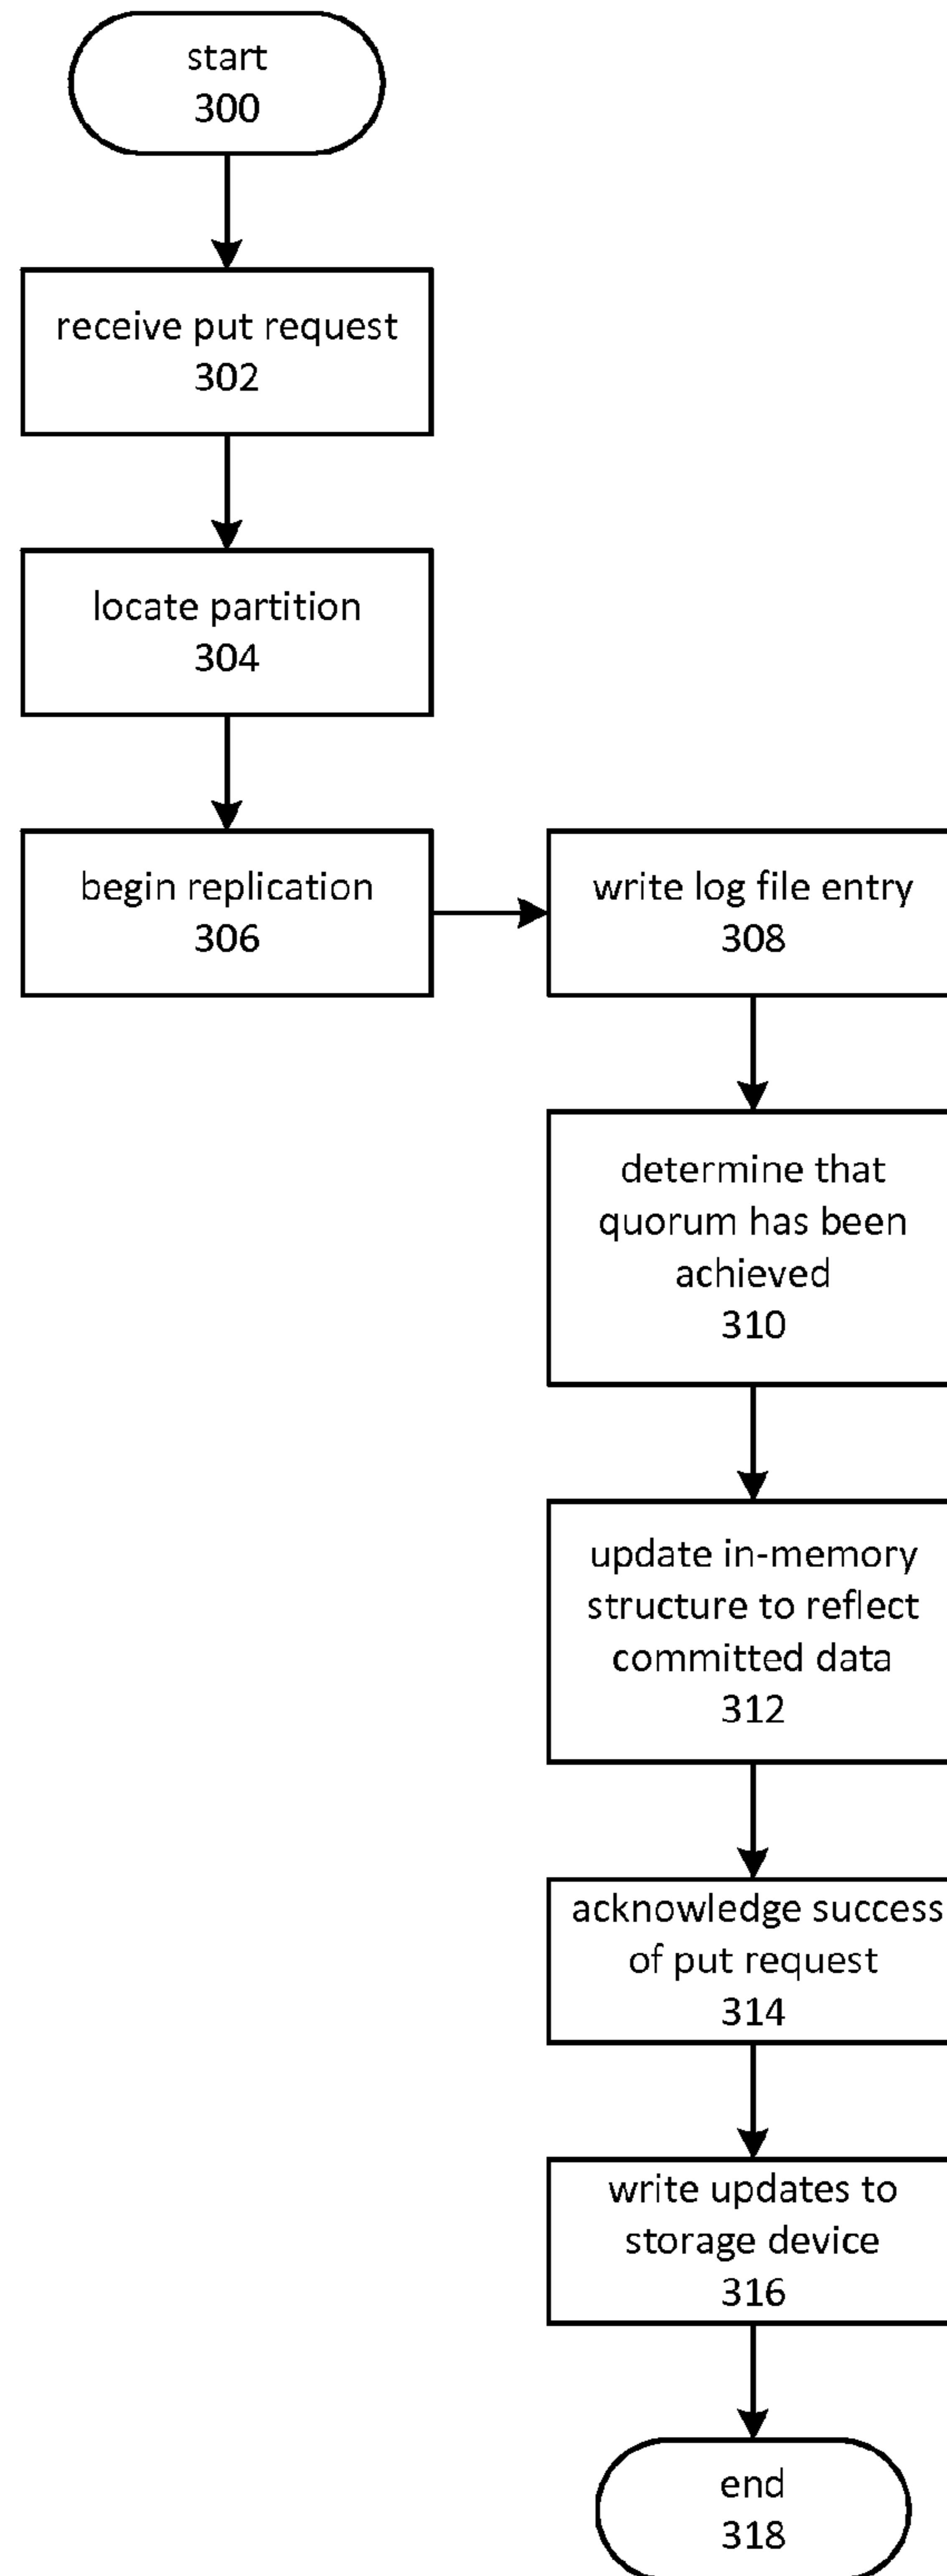 start
300
receive put request
302
locate partition
304
begin replication
306
write log file entry
308
determine that
quorum has been
achieved
310
update in-memory
structure to reflect
committed data
312
acknowledge success
of put request
314
write updates to
storage device
316
end
318